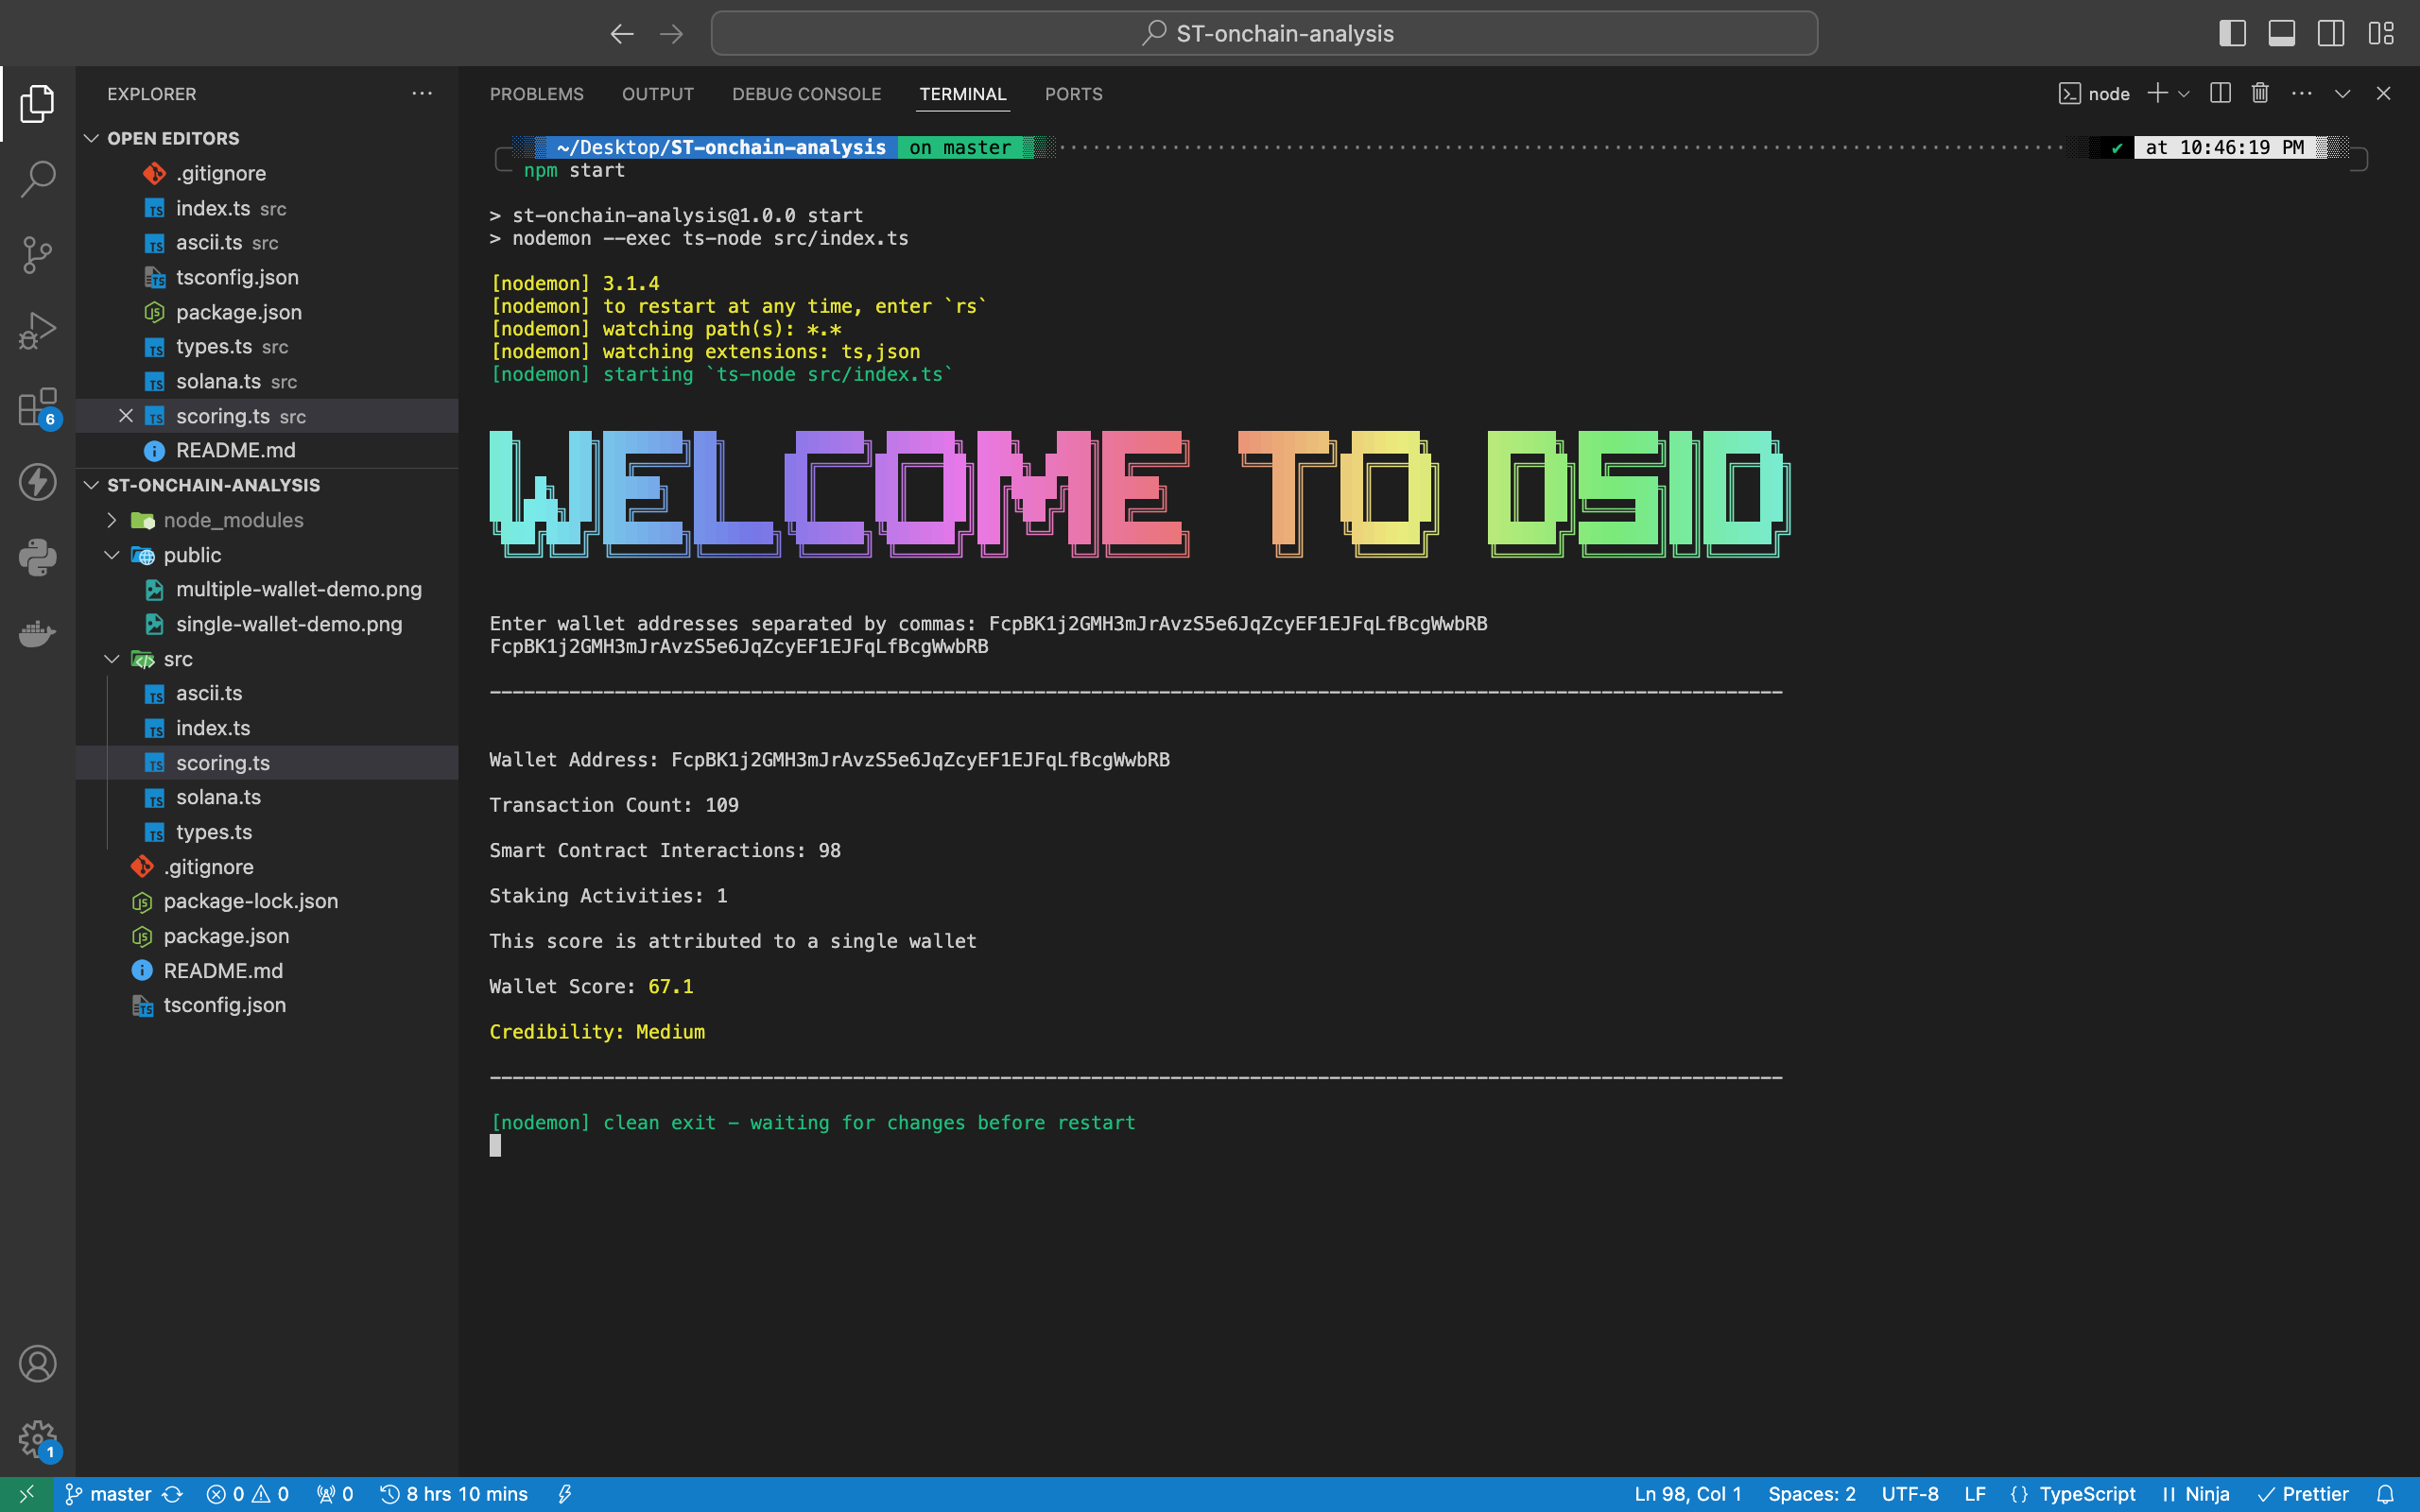 ST-onchain-analysis
EXPLORER
OPEN EDITORS
.gitignore
index.ts src
ascii.ts src
tsconfig.json
package.json
types.ts src
solana.ts src
scoring.ts src
README.md
ST-ONCHAIN-ANALYSIS
node_modules
public
multiple-wallet-demo.png
single-wallet-demo.png
src
ascii.ts
index.ts
scoring.ts
solana.ts
types.ts
.gitignore
package-lock.json
package.json
README.md
tsconfig.json
6
1
PROBLEMS OUTPUT DEBUG CONSOLE TERMINAL PORTS
node
~/Desktop/ST-onchain-analysis on master ✔ at 10:46:19 PM
npm start
> st-onchain-analysis@1.0.0 start
> nodemon --exec ts-node src/index.ts
[nodemon] 3.1.4
[nodemon] to restart at any time, enter `rs`
[nodemon] watching path(s): *.*
[nodemon] watching extensions: ts,json
[nodemon] starting `ts-node src/index.ts`
WELCOME TO DSID
Enter wallet addresses separated by commas: FcpBK1j2GMH3mJrAvzS5e6JqZcyEF1EJFqLfBcgWwbRB
FcpBK1j2GMH3mJrAvzS5e6JqZcyEF1EJFqLfBcgWwbRB
Wallet Address: FcpBK1j2GMH3mJrAvzS5e6JqZcyEF1EJFqLfBcgWwbRB
Transaction Count: 109
Smart Contract Interactions: 98
Staking Activities: 1
This score is attributed to a single wallet
Wallet Score: 67.1
Credibility: Medium
[nodemon] clean exit - waiting for changes before restart
master 0 0 0 8 hrs 10 mins
Ln 98, Col 1 Spaces: 2 UTF-8 LF {} TypeScript Ninja Prettier